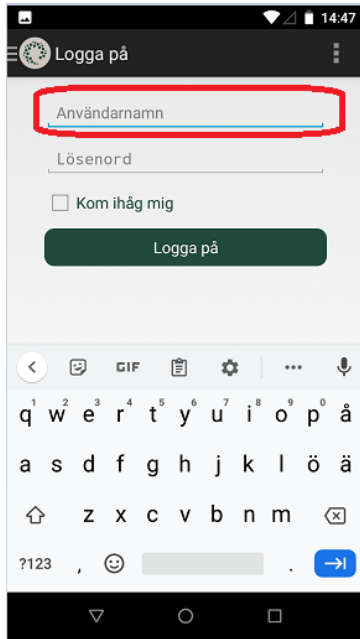 14:47
Logga på
Användarnamn
Lösenord
Kom ihåg mig
Logga på
GIF
1 2 3 4 5 6 7 8 9 0
q w e r t y u i o p å
a s d f g h j k l ö ä
z x c v b n m
?123 , .